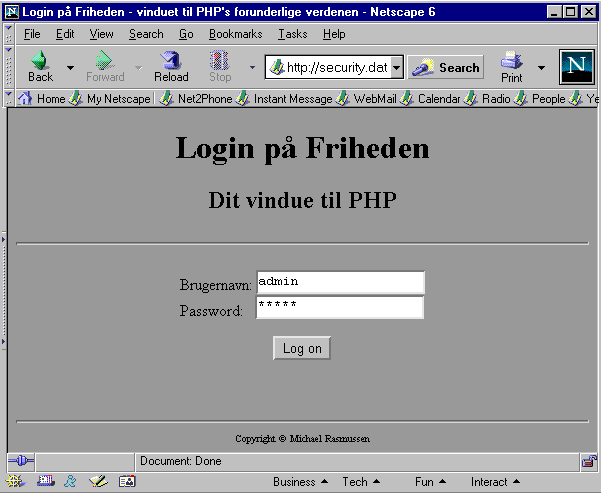 Login på Friheden - vinduet til PHP's forunderlige verdenen - Netscape 6
File Edit View Search Go Bookmarks Tasks Help
Back Forward Reload Stop http://security.dat Search Print N
Home My Netscape Net2Phone Instant Message WebMail Calendar Radio People Ye
Login på Friheden
Dit vindue til PHP
Brugernavn: admin
Password: *****
Log on
Copyright © Michael Rasmussen
Document: Done
Business Tech Fun Interact